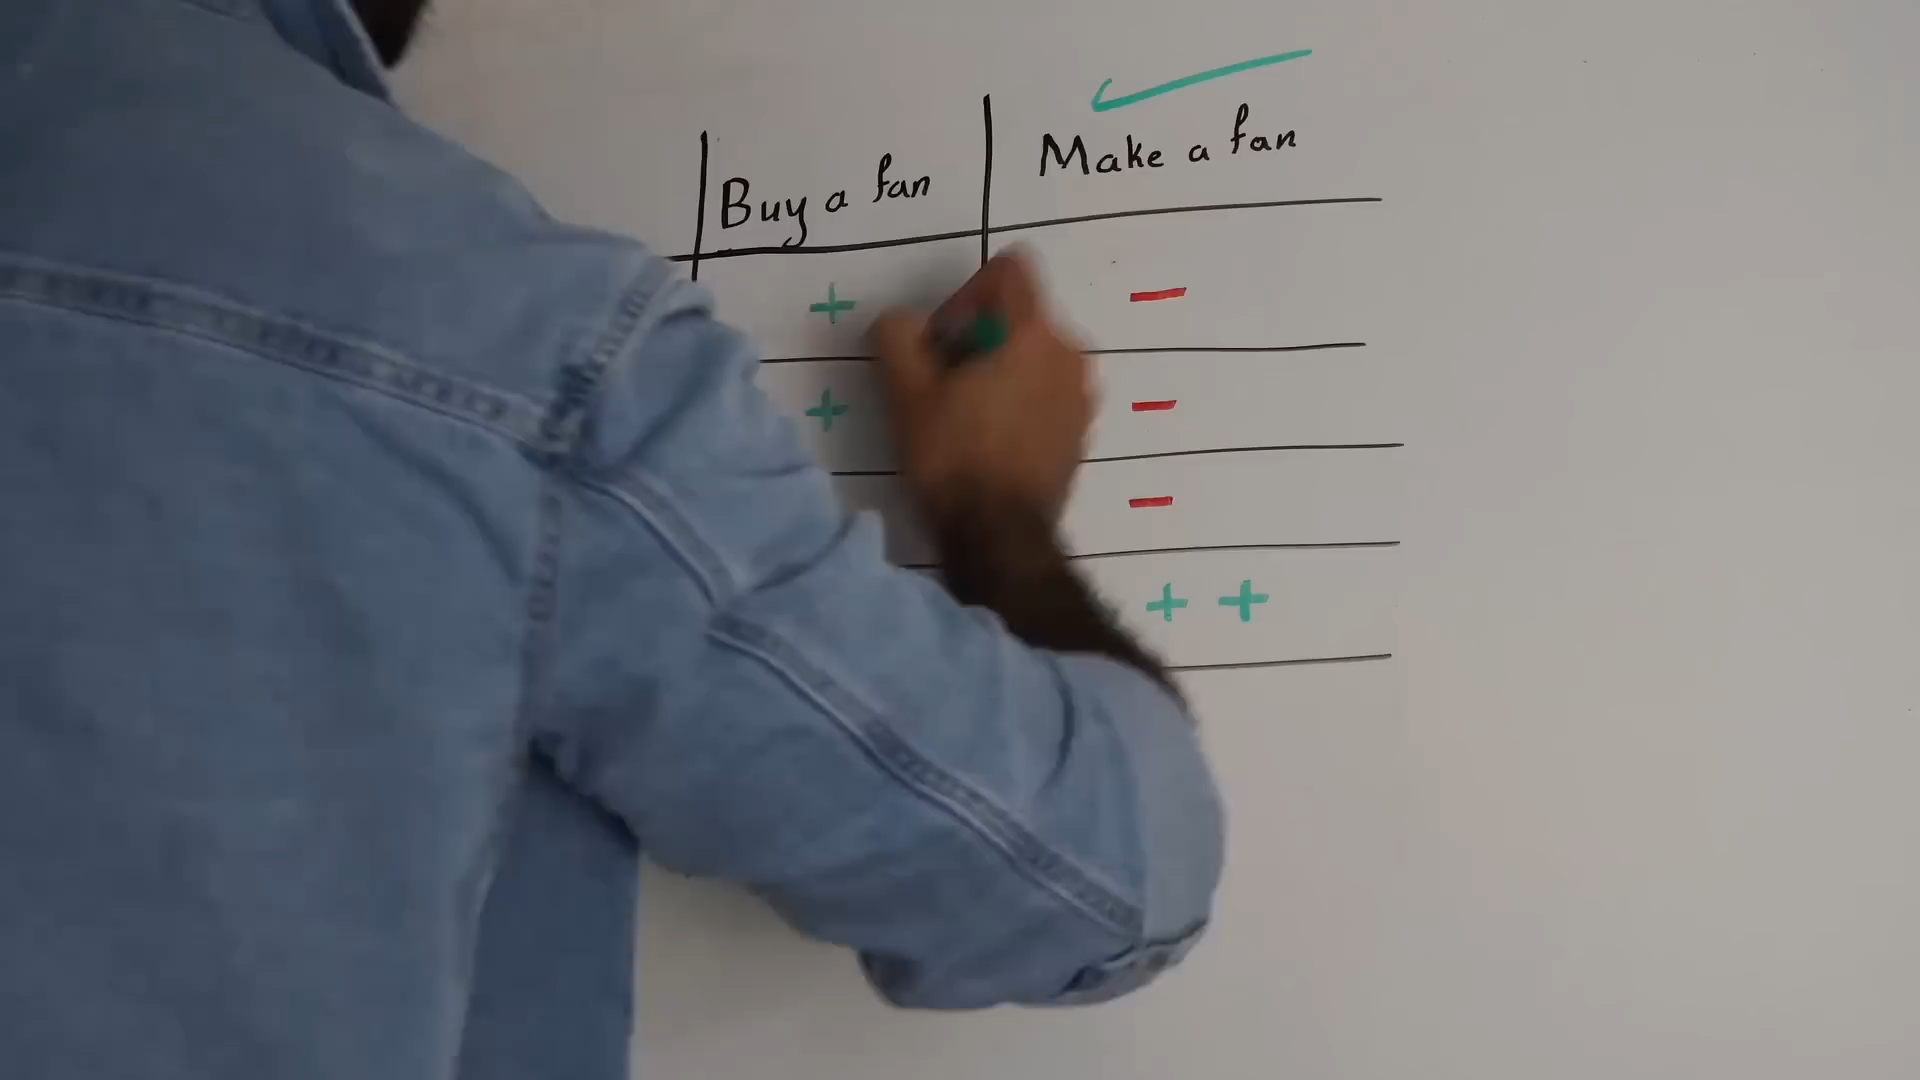 Buy a fan Make a fan
+ −
+ −
−
+ +